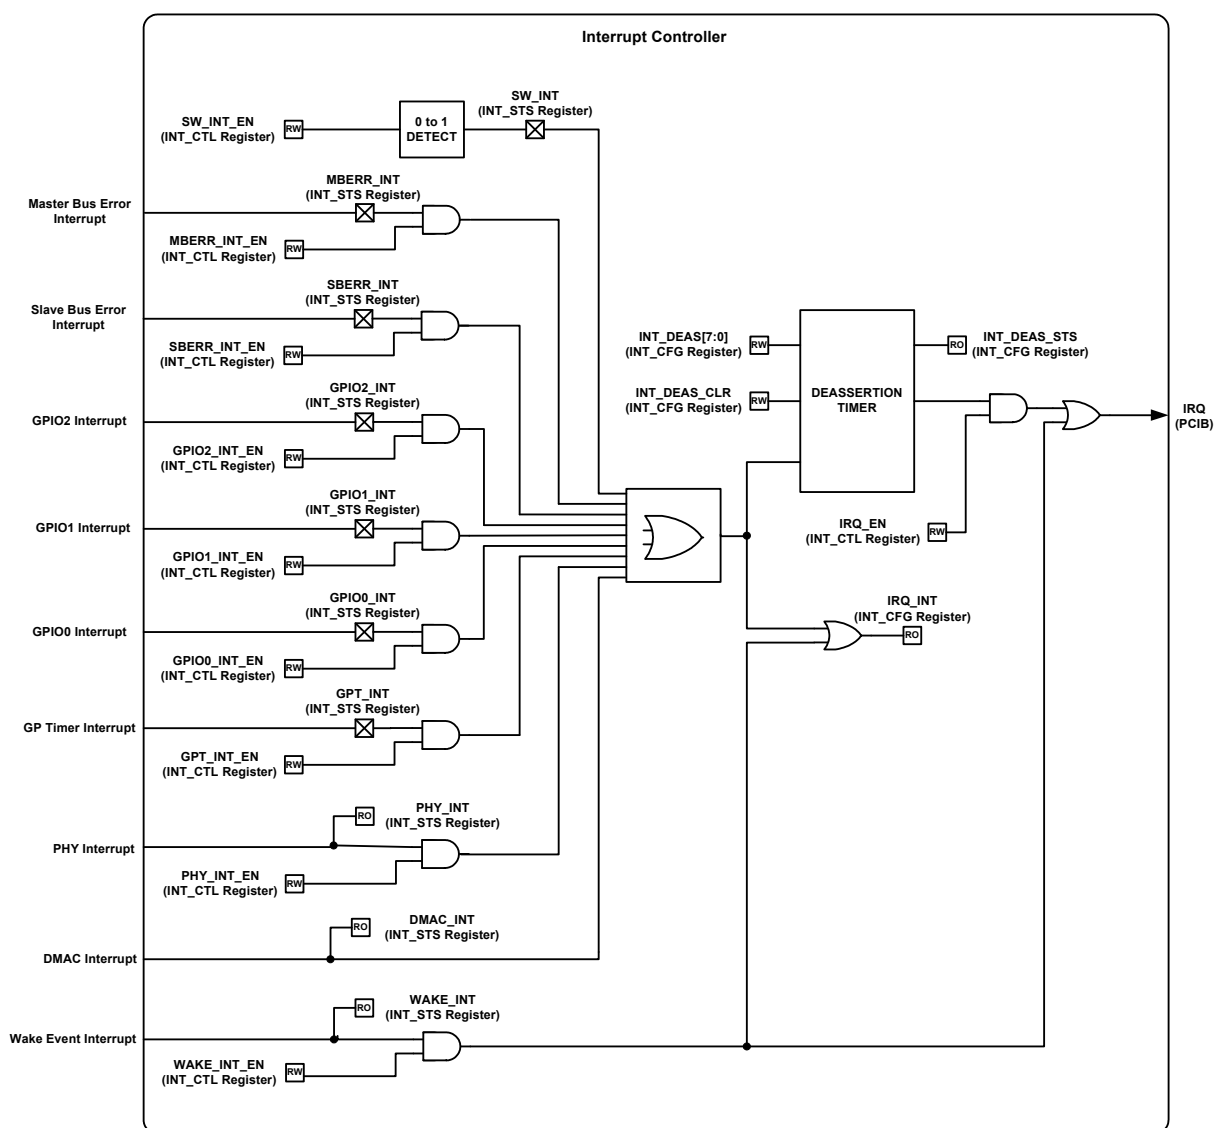 Interrupt Controller
SW_INT
(INT_STS Register)
SW_INT_EN
(INT_CTL Register)
RW
0 to 1
DETECT
Master Bus Error
Interrupt
MBERR_INT
(INT_STS Register)
MBERR_INT_EN
(INT_CTL Register)
RW
Slave Bus Error
Interrupt
SBERR_INT
(INT_STS Register)
SBERR_INT_EN
(INT_CTL Register)
RW
GPIO2 Interrupt
GPIO2_INT
(INT_STS Register)
GPIO2_INT_EN
(INT_CTL Register)
RW
GPIO1 Interrupt
GPIO1_INT
(INT_STS Register)
GPIO1_INT_EN
(INT_CTL Register)
RW
GPIO0 Interrupt
GPIO0_INT
(INT_STS Register)
GPIO0_INT_EN
(INT_CTL Register)
RW
GP Timer Interrupt
GPT_INT
(INT_STS Register)
GPT_INT_EN
(INT_CTL Register)
RW
PHY Interrupt
RO
PHY_INT
(INT_STS Register)
PHY_INT_EN
(INT_CTL Register)
RW
DMAC Interrupt
RO
DMAC_INT
(INT_STS Register)
Wake Event Interrupt
RO
WAKE_INT
(INT_STS Register)
WAKE_INT_EN
(INT_CTL Register)
RW
INT_DEAS[7:0]
(INT_CFG Register)
RW
INT_DEAS_CLR
(INT_CFG Register)
RW
DEASSERTION
TIMER
RO
INT_DEAS_STS
(INT_CFG Register)
IRQ_EN
(INT_CTL Register)
RW
IRQ
(PCIB)
IRQ_INT
(INT_CFG Register)
RO